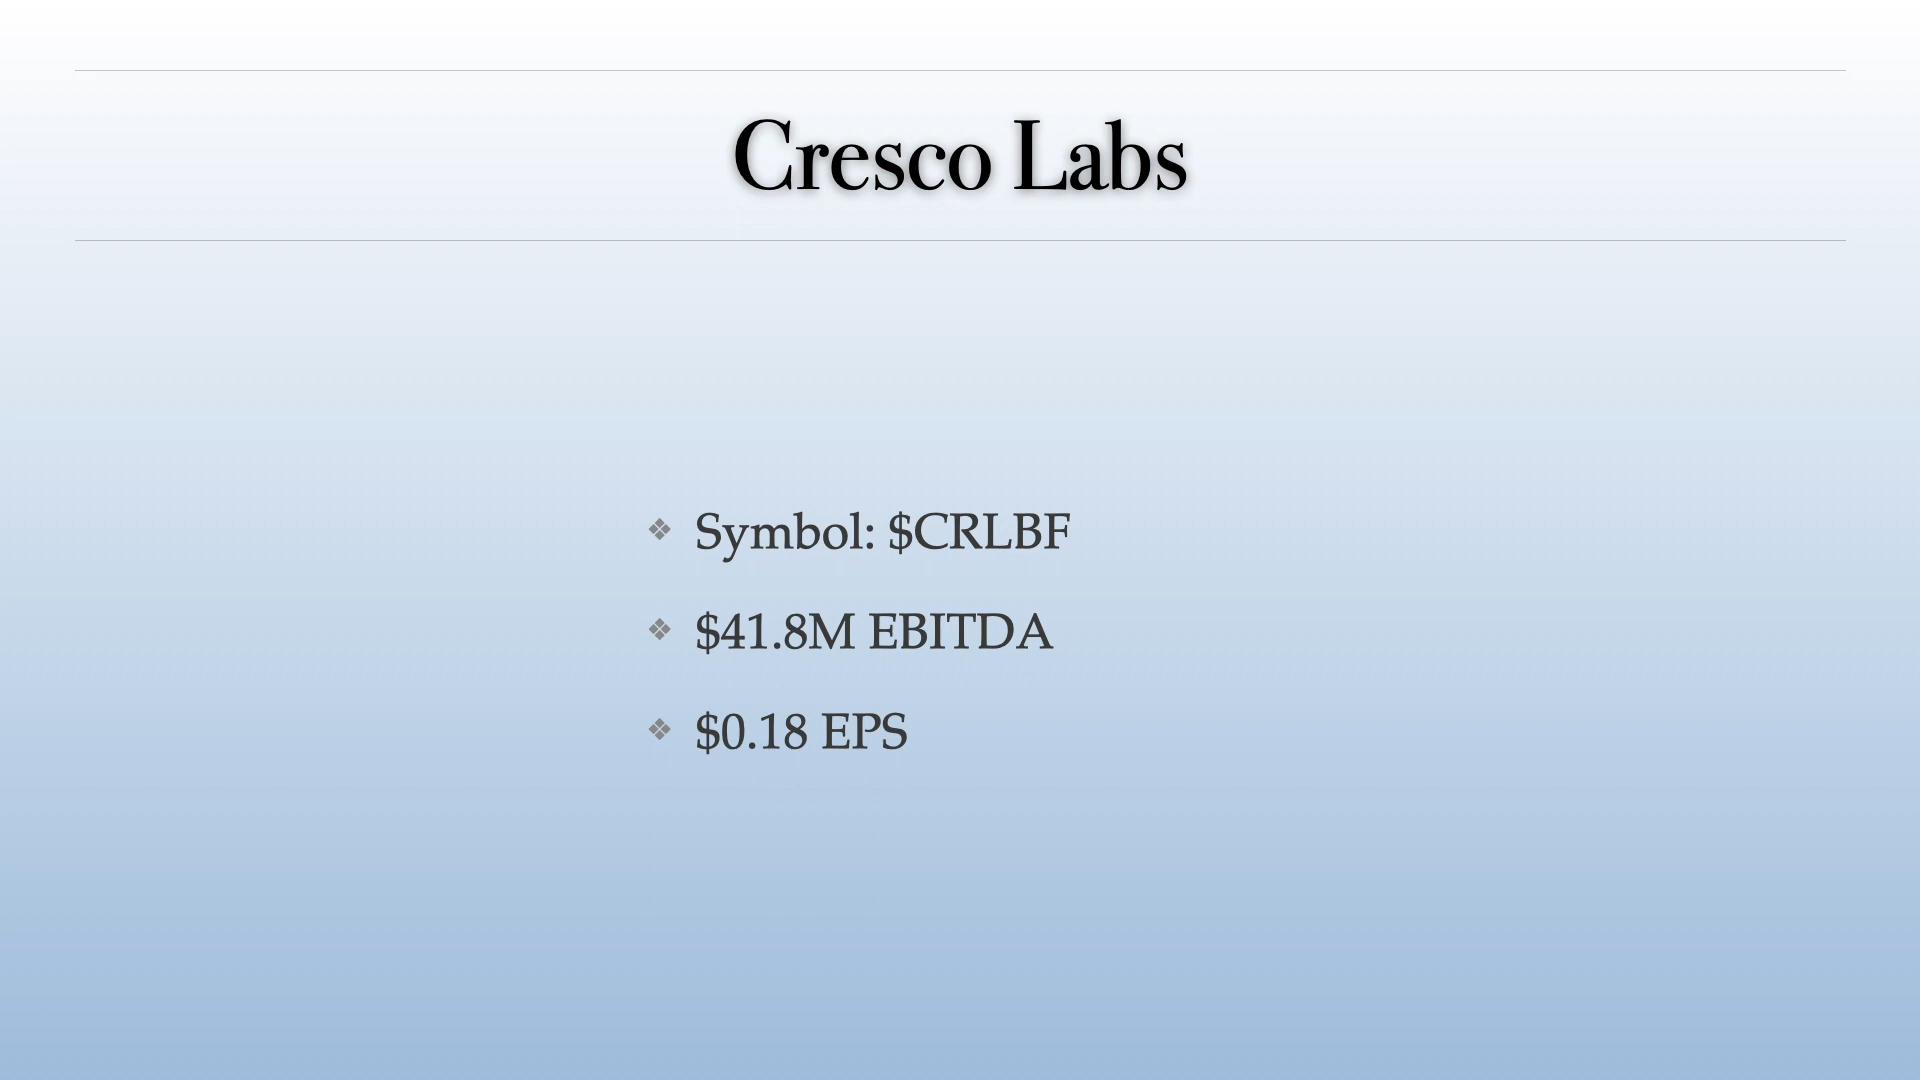 Cresco Labs
❖ Symbol: $CRLBF
❖ $41.8M EBITDA
❖ $0.18 EPS